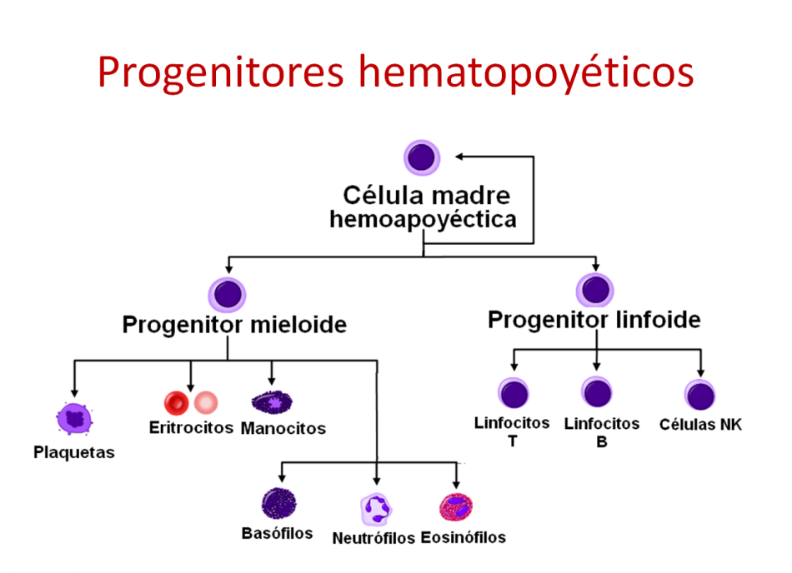 Progenitores hematopoyéticos
Célula madre
hemoapoyéctica
Progenitor mieloide
Progenitor linfoide
Plaquetas
Eritrocitos
Manocitos
Linfocitos
T
Linfocitos
B
Células NK
Basófilos
Neutrófilos
Eosinófilos